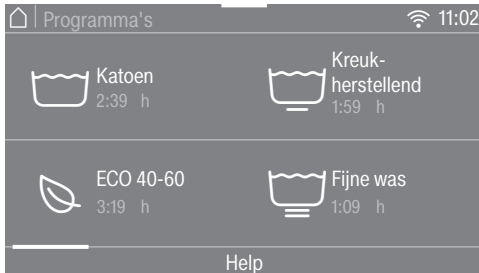 Programma's
11:02
Katoen
2:39 h
Kreuk-
herstellend
1:59 h
ECO 40-60
3:19 h
Fijne was
1:09 h
Help